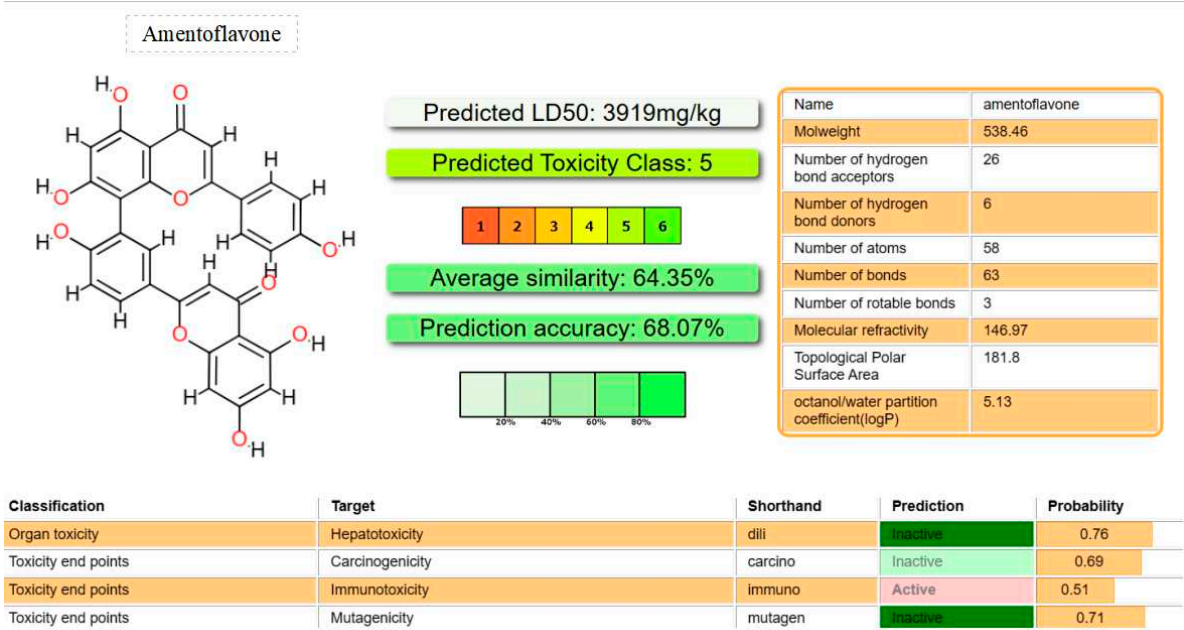 Amentoflavone
Predicted LD50: 3919mg/kg
Predicted Toxicity Class: 5
1 2 3 4 5 6
Average similarity: 64.35%
Prediction accuracy: 68.07%
20% 40% 60% 80%
H O O H H H O H H O O H H O H H H O H H H H O H H O O H H H O H
Name amentoflavone
Molweight 538.46
Number of hydrogen
bond acceptors 26
Number of hydrogen
bond donors 6
Number of atoms 58
Number of bonds 63
Number of rotable bonds 3
Molecular refractivity 146.97
Topological Polar
Surface Area 181.8
octanol/water partition
coefficient(logP) 5.13
Classification Target Shorthand Prediction Probability
Organ toxicity Hepatotoxicity dili Inactive 0.76
Toxicity end points Carcinogenicity carcino Inactive 0.69
Toxicity end points Immunotoxicity immuno Active 0.51
Toxicity end points Mutagenicity mutagen Inactive 0.71